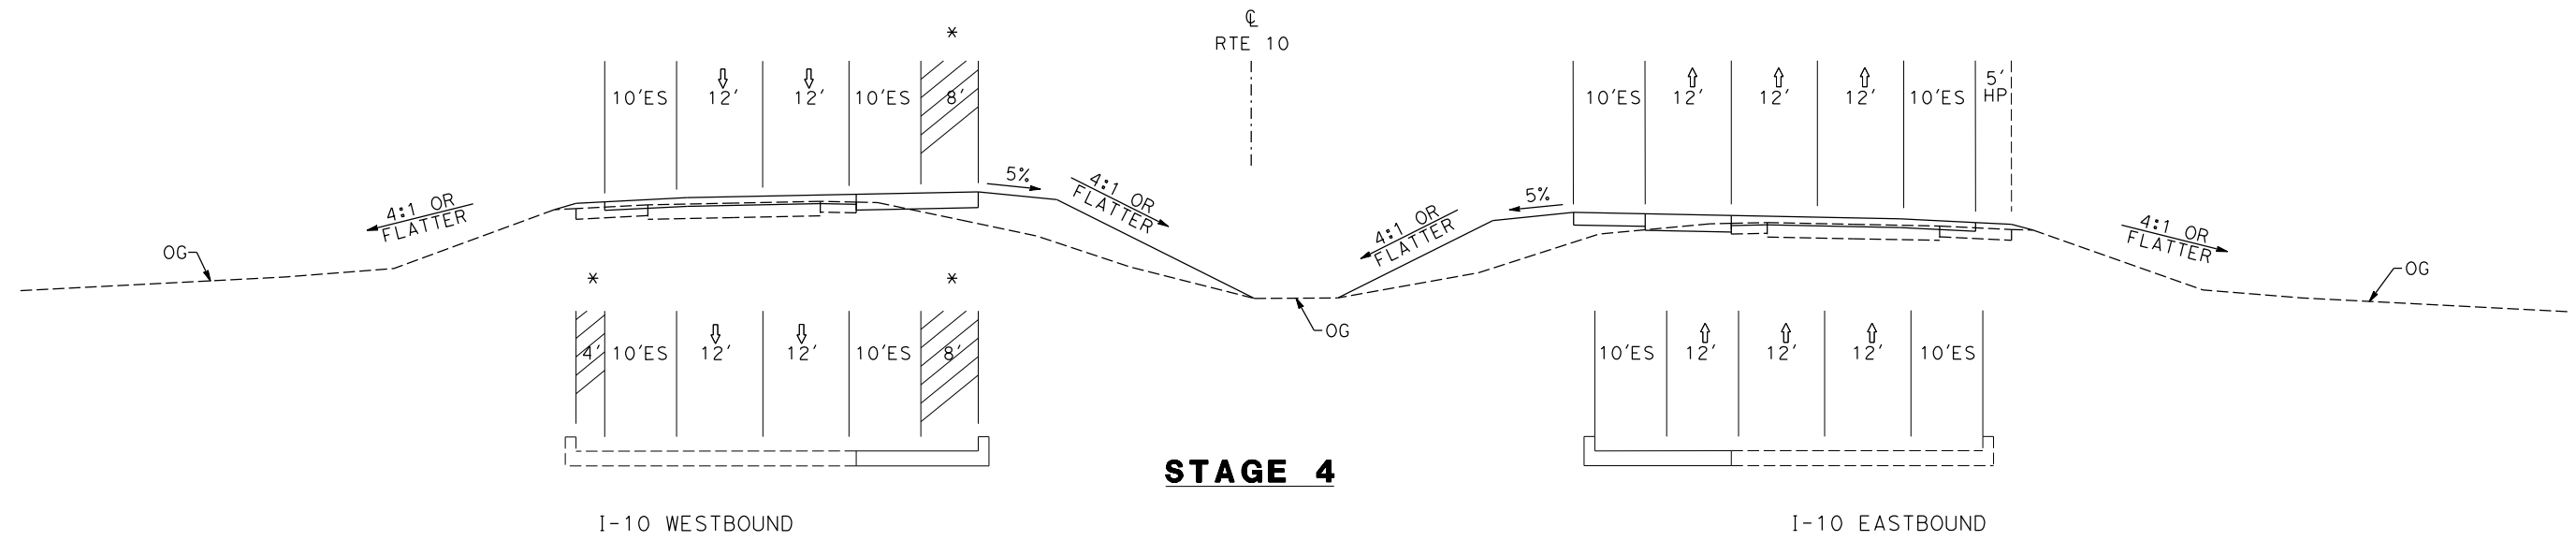 ℄
RTE 10
*
10'ES 12' 12' 10'ES 8'
10'ES 12' 12' 12' 10'ES 5' HP
5%
4:1 OR
FLATTER
4:1 OR
FLATTER
5%
4:1 OR
FLATTER
4:1 OR
FLATTER
OG
OG
OG
* *
4' 10'ES 12' 12' 10'ES 8'
10'ES 12' 12' 12' 10'ES
STAGE 4
I-10 WESTBOUND
I-10 EASTBOUND